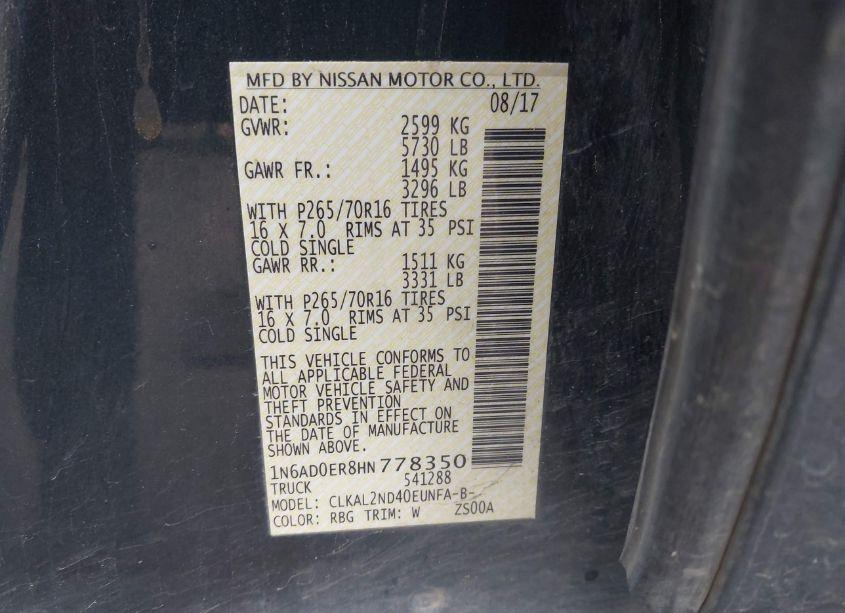 MFD BY NISSAN MOTOR CO., LTD.
DATE: 08/17
GVWR: 2599 KG
5730 LB
GAWR FR.: 1495 KG
3296 LB
WITH P265/70R16 TIRES
16 X 7.0 RIMS AT 35 PSI
COLD SINGLE
GAWR RR.: 1511 KG
3331 LB
WITH P265/70R16 TIRES
16 X 7.0 RIMS AT 35 PSI
COLD SINGLE
THIS VEHICLE CONFORMS TO
ALL APPLICABLE FEDERAL
MOTOR VEHICLE SAFETY AND
THEFT PREVENTION
STANDARDS IN EFFECT ON
THE DATE OF MANUFACTURE
SHOWN ABOVE.
1N6AD0ER8HN778350
TRUCK 541288
MODEL: CLKAL2ND40EUNFA-B-
COLOR: RBG TRIM: W ZS00A